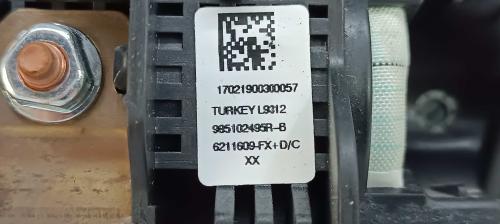 17021900300057
TURKEY L9312
985102495R-B
6211609-FX+D/C
XX